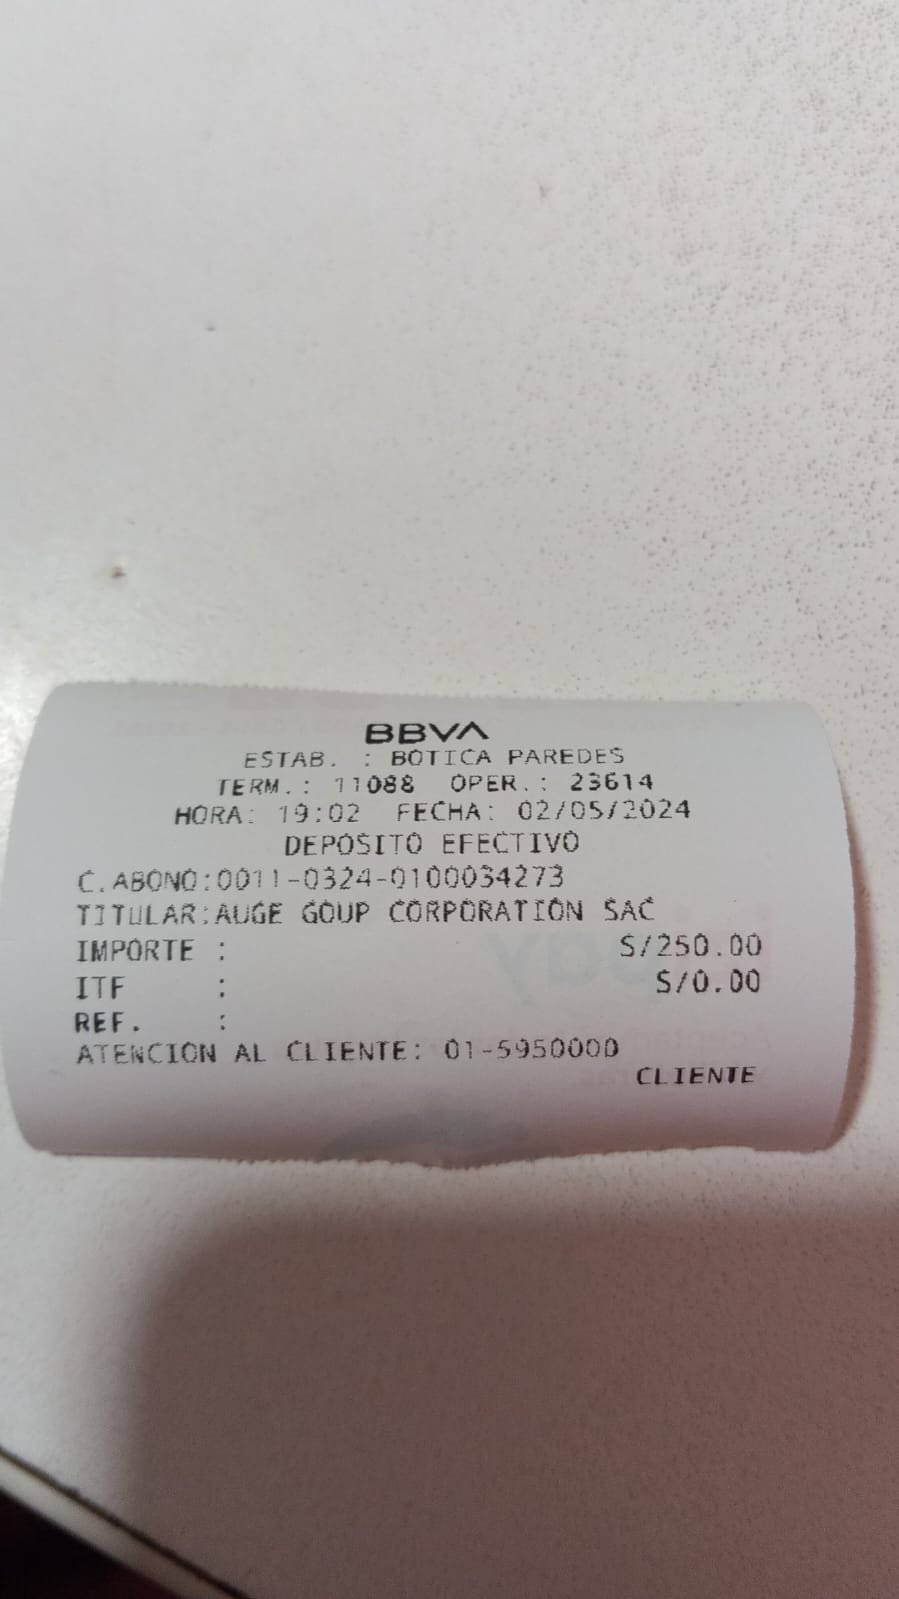 BBVA
ESTAB. : BOTICA PAREDES
TERM.: 11088 OPER.: 23614
HORA: 19:02 FECHA: 02/05/2024
DEPOSITO EFECTIVO
C.ABONO:0011-0324-0100034273
TITULAR:AUGE GOUP CORPORATION SAC
IMPORTE : S/250.00
ITF : S/0.00
REF. :
ATENCION AL CLIENTE: 01-5950000
CLIENTE